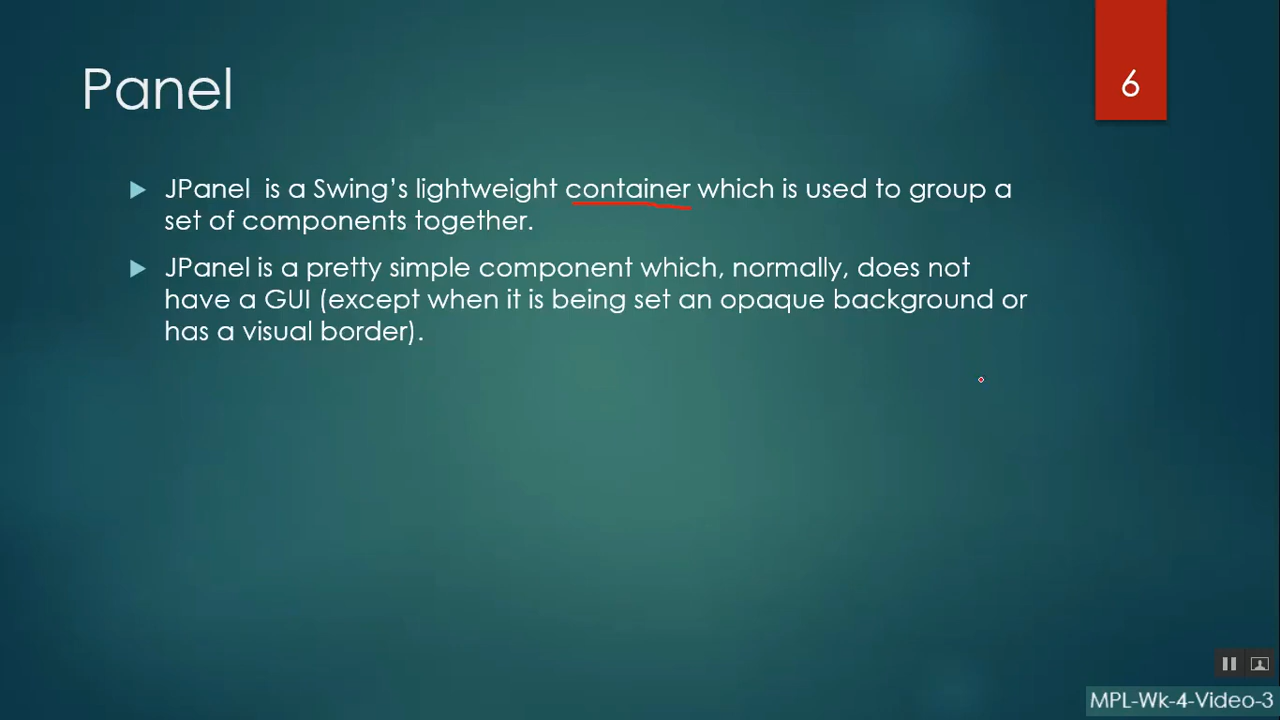 Panel
6
JPanel is a Swing's lightweight container which is used to group a
set of components together.
JPanel is a pretty simple component which, normally, does not
have a GUI (except when it is being set an opaque background or
has a visual border).
MPL-Wk-4-Video-3